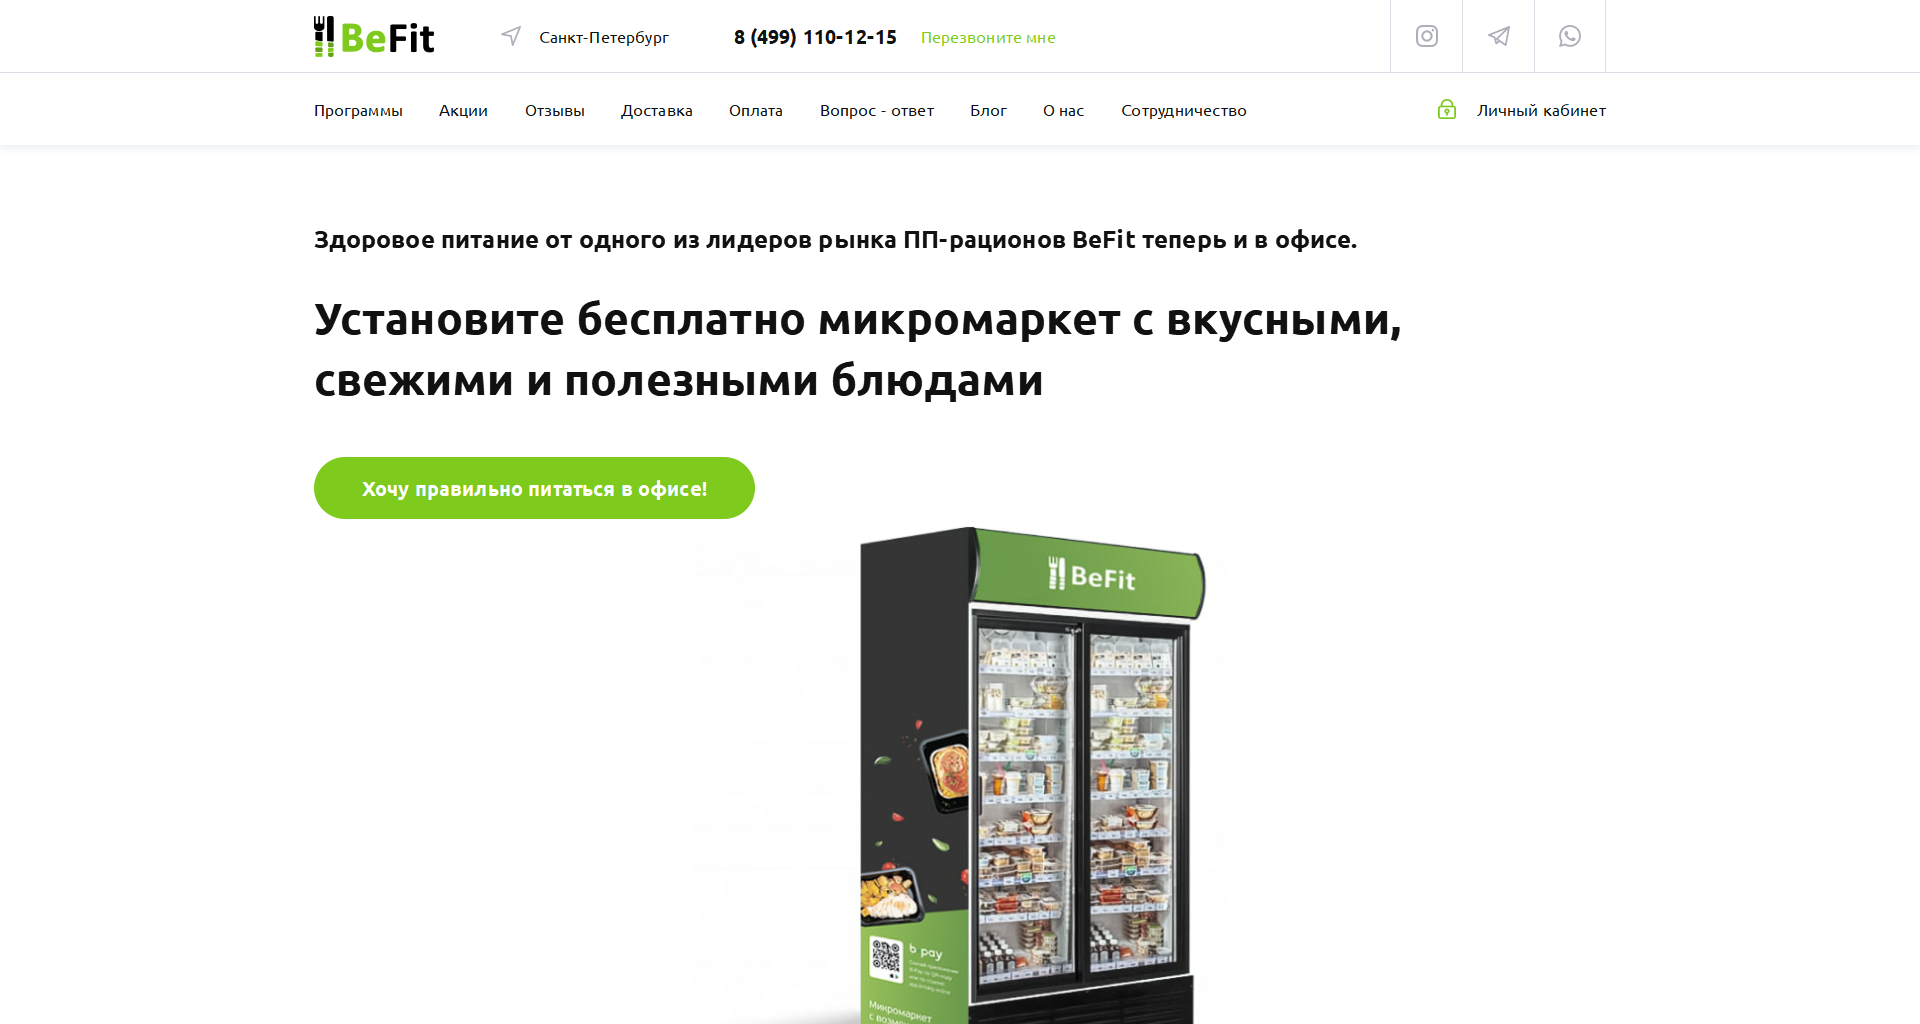 BeFit
Санкт-Петербург
8 (499) 110-12-15
Перезвоните мне
Программы
Акции
Отзывы
Доставка
Оплата
Вопрос - ответ
Блог
О нас
Сотрудничество
Личный кабинет
Здоровое питание от одного из лидеров рынка ПП-рационов BeFit теперь и в офисе.
Установите бесплатно микромаркет с вкусными,
свежими и полезными блюдами
Хочу правильно питаться в офисе!
BeFit
b pay
Микромаркет